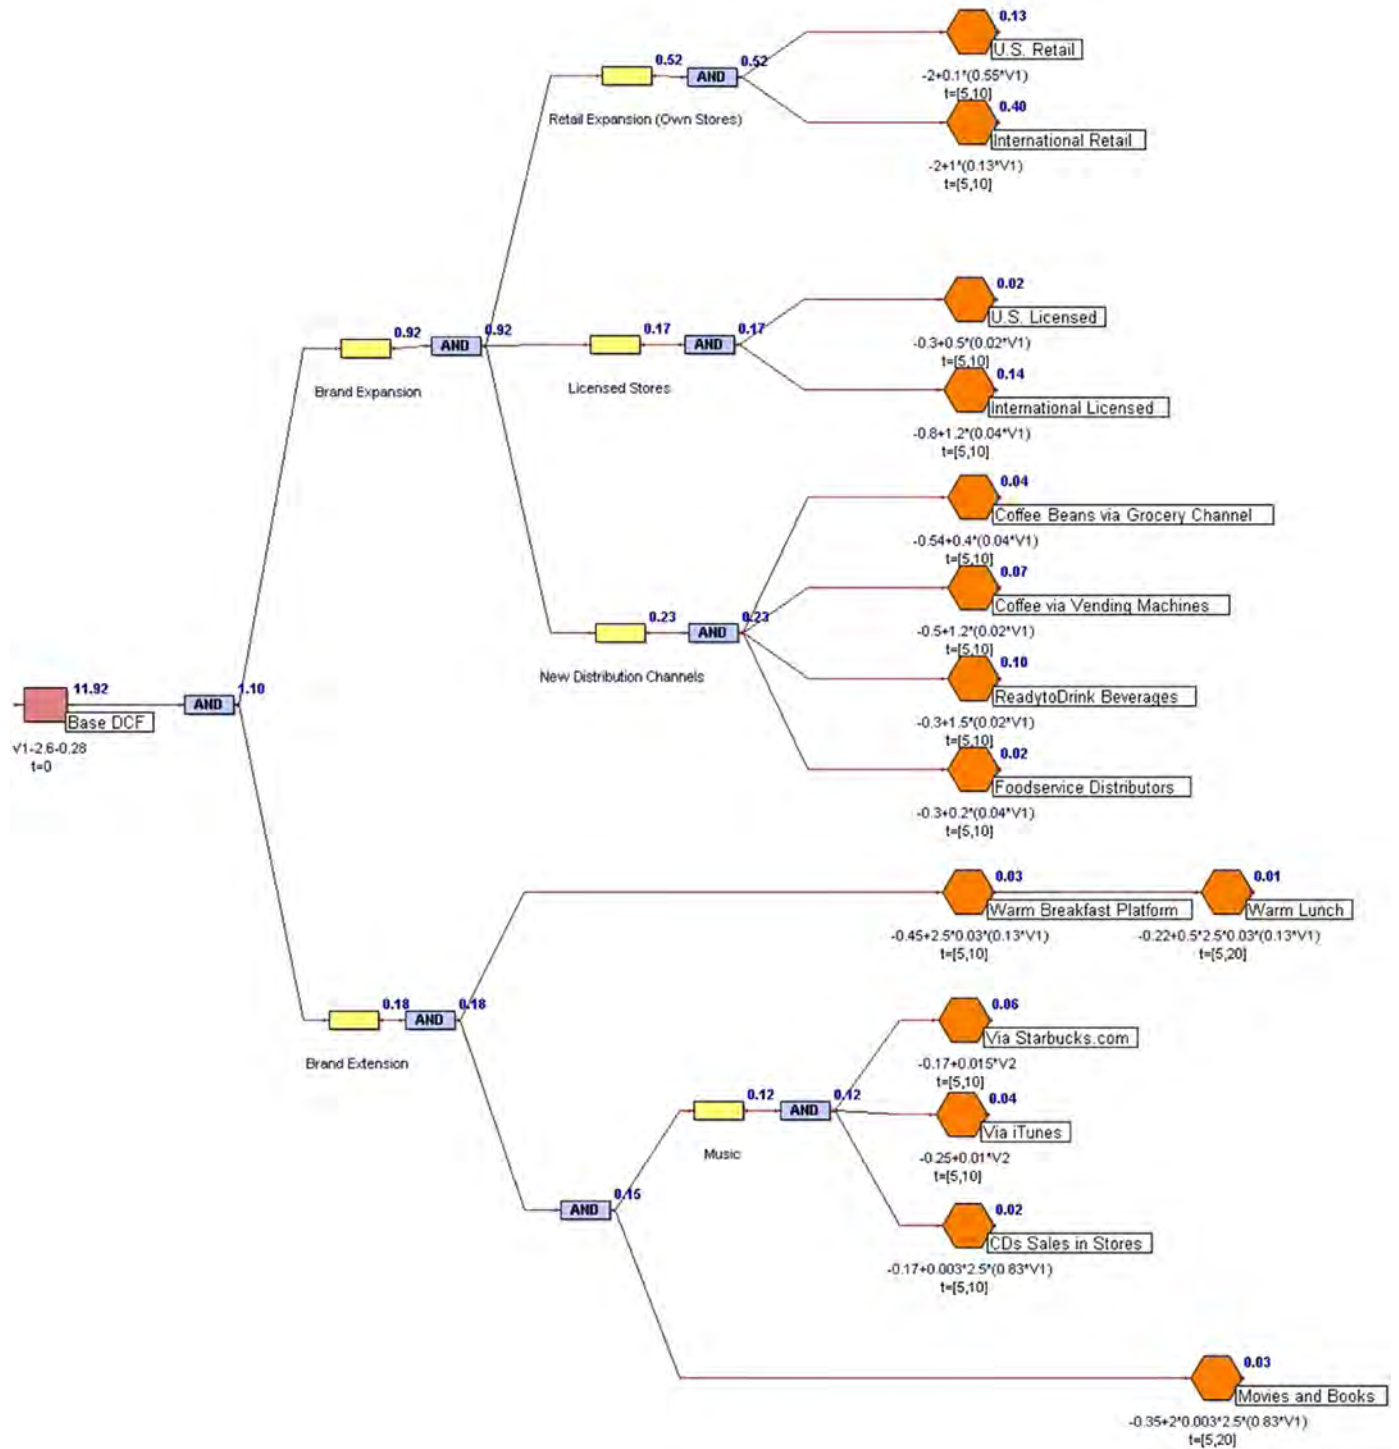 0.13
U.S. Retail
-2+0.1*(0.55*V1)
t=[5,10]
0.52
AND
0.52
Retail Expansion (Own Stores)
0.40
International Retail
-2+1*(0.13*V1)
t=[5,10]
0.02
U.S. Licensed
-0.3+0.5*(0.02*V1)
t=[5,10]
0.92
AND
0.92
Brand Expansion
0.17
AND
0.17
Licensed Stores
0.14
International Licensed
-0.8+1.2*(0.04*V1)
t=[5,10]
0.04
Coffee Beans via Grocery Channel
-0.54+0.4*(0.04*V1)
t=[5,10]
0.07
Coffee via Vending Machines
-0.5+1.2*(0.02*V1)
t=[5,10]
0.23
AND
0.23
New Distribution Channels
0.10
ReadytoDrink Beverages
-0.3+1.5*(0.02*V1)
t=[5,10]
11.92
Base DCF
V1-2.6-0.28
t=0
AND
1.10
0.02
Foodservice Distributors
-0.3+0.2*(0.04*V1)
t=[5,10]
0.03
Warm Breakfast Platform
-0.45+2.5*0.03*(0.13*V1)
t=[5,10]
0.01
Warm Lunch
-0.22+0.5*2.5*0.03*(0.13*V1)
t=[5,20]
0.18
AND
0.18
Brand Extension
0.06
Via Starbucks.com
-0.17+0.015*V2
t=[5,10]
0.12
AND
0.12
Music
0.04
Via iTunes
-0.25+0.01*V2
t=[5,10]
AND
0.15
0.02
CDs Sales in Stores
-0.17+0.003*2.5*(0.83*V1)
t=[5,10]
0.03
Movies and Books
-0.35+2*0.003*2.5*(0.83*V1)
t=[5,20]